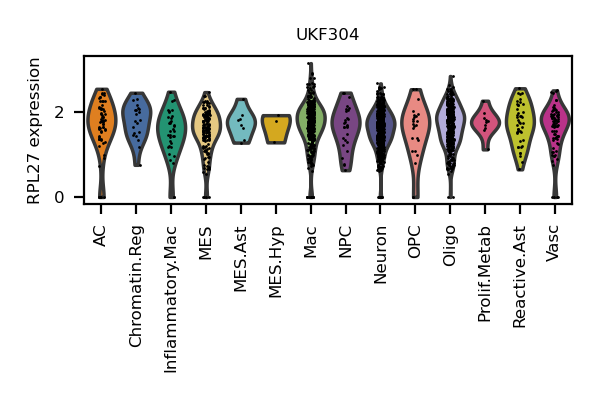 UKF304
RPL27 expression
2
0
AC
Chromatin.Reg
Inflammatory.Mac
MES
MES.Ast
MES.Hyp
Mac
NPC
Neuron
OPC
Oligo
Prolif.Metab
Reactive.Ast
Vasc